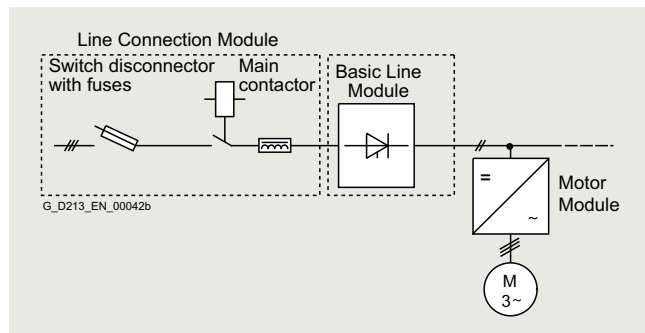 Line Connection Module
Switch disconnector
with fuses
Main
contactor
Basic Line
Module
G_D213_EN_00042b
=
~
Motor
Module
M
3~